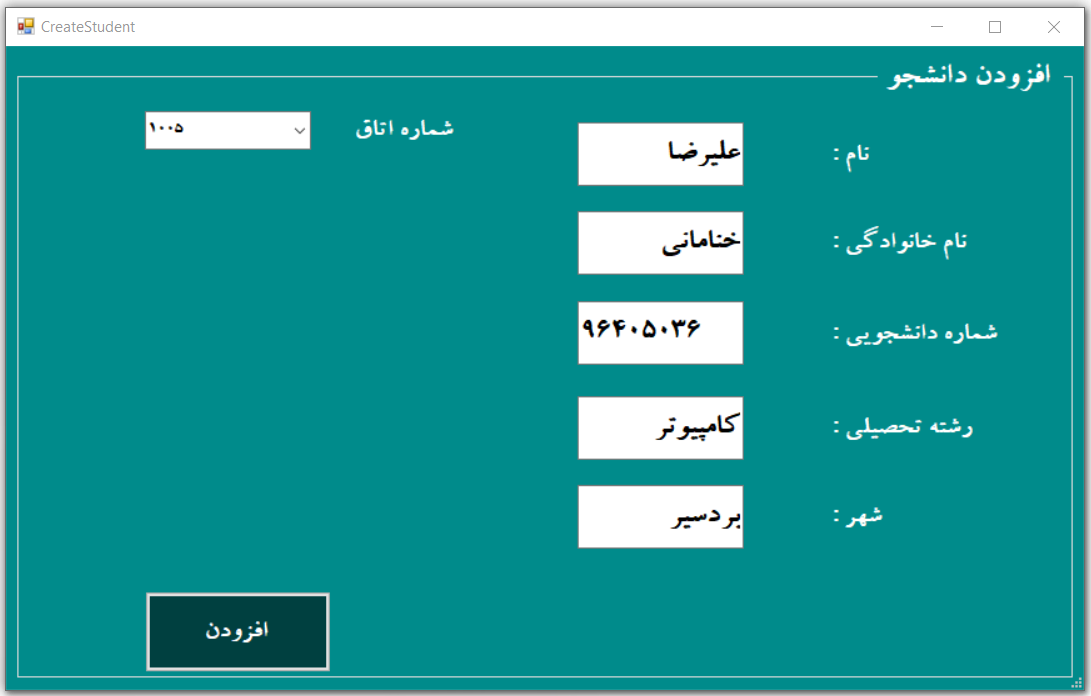 CreateStudent
افزودن دانشجو
نام :
علیرضا
شماره اتاق
۱۰۰۵
نام خانوادگی :
خنامانی
شماره دانشجویی :
۹۶۴۰۵۰۳۶
رشته تحصیلی :
کامپیوتر
شهر :
بردسیر
افزودن